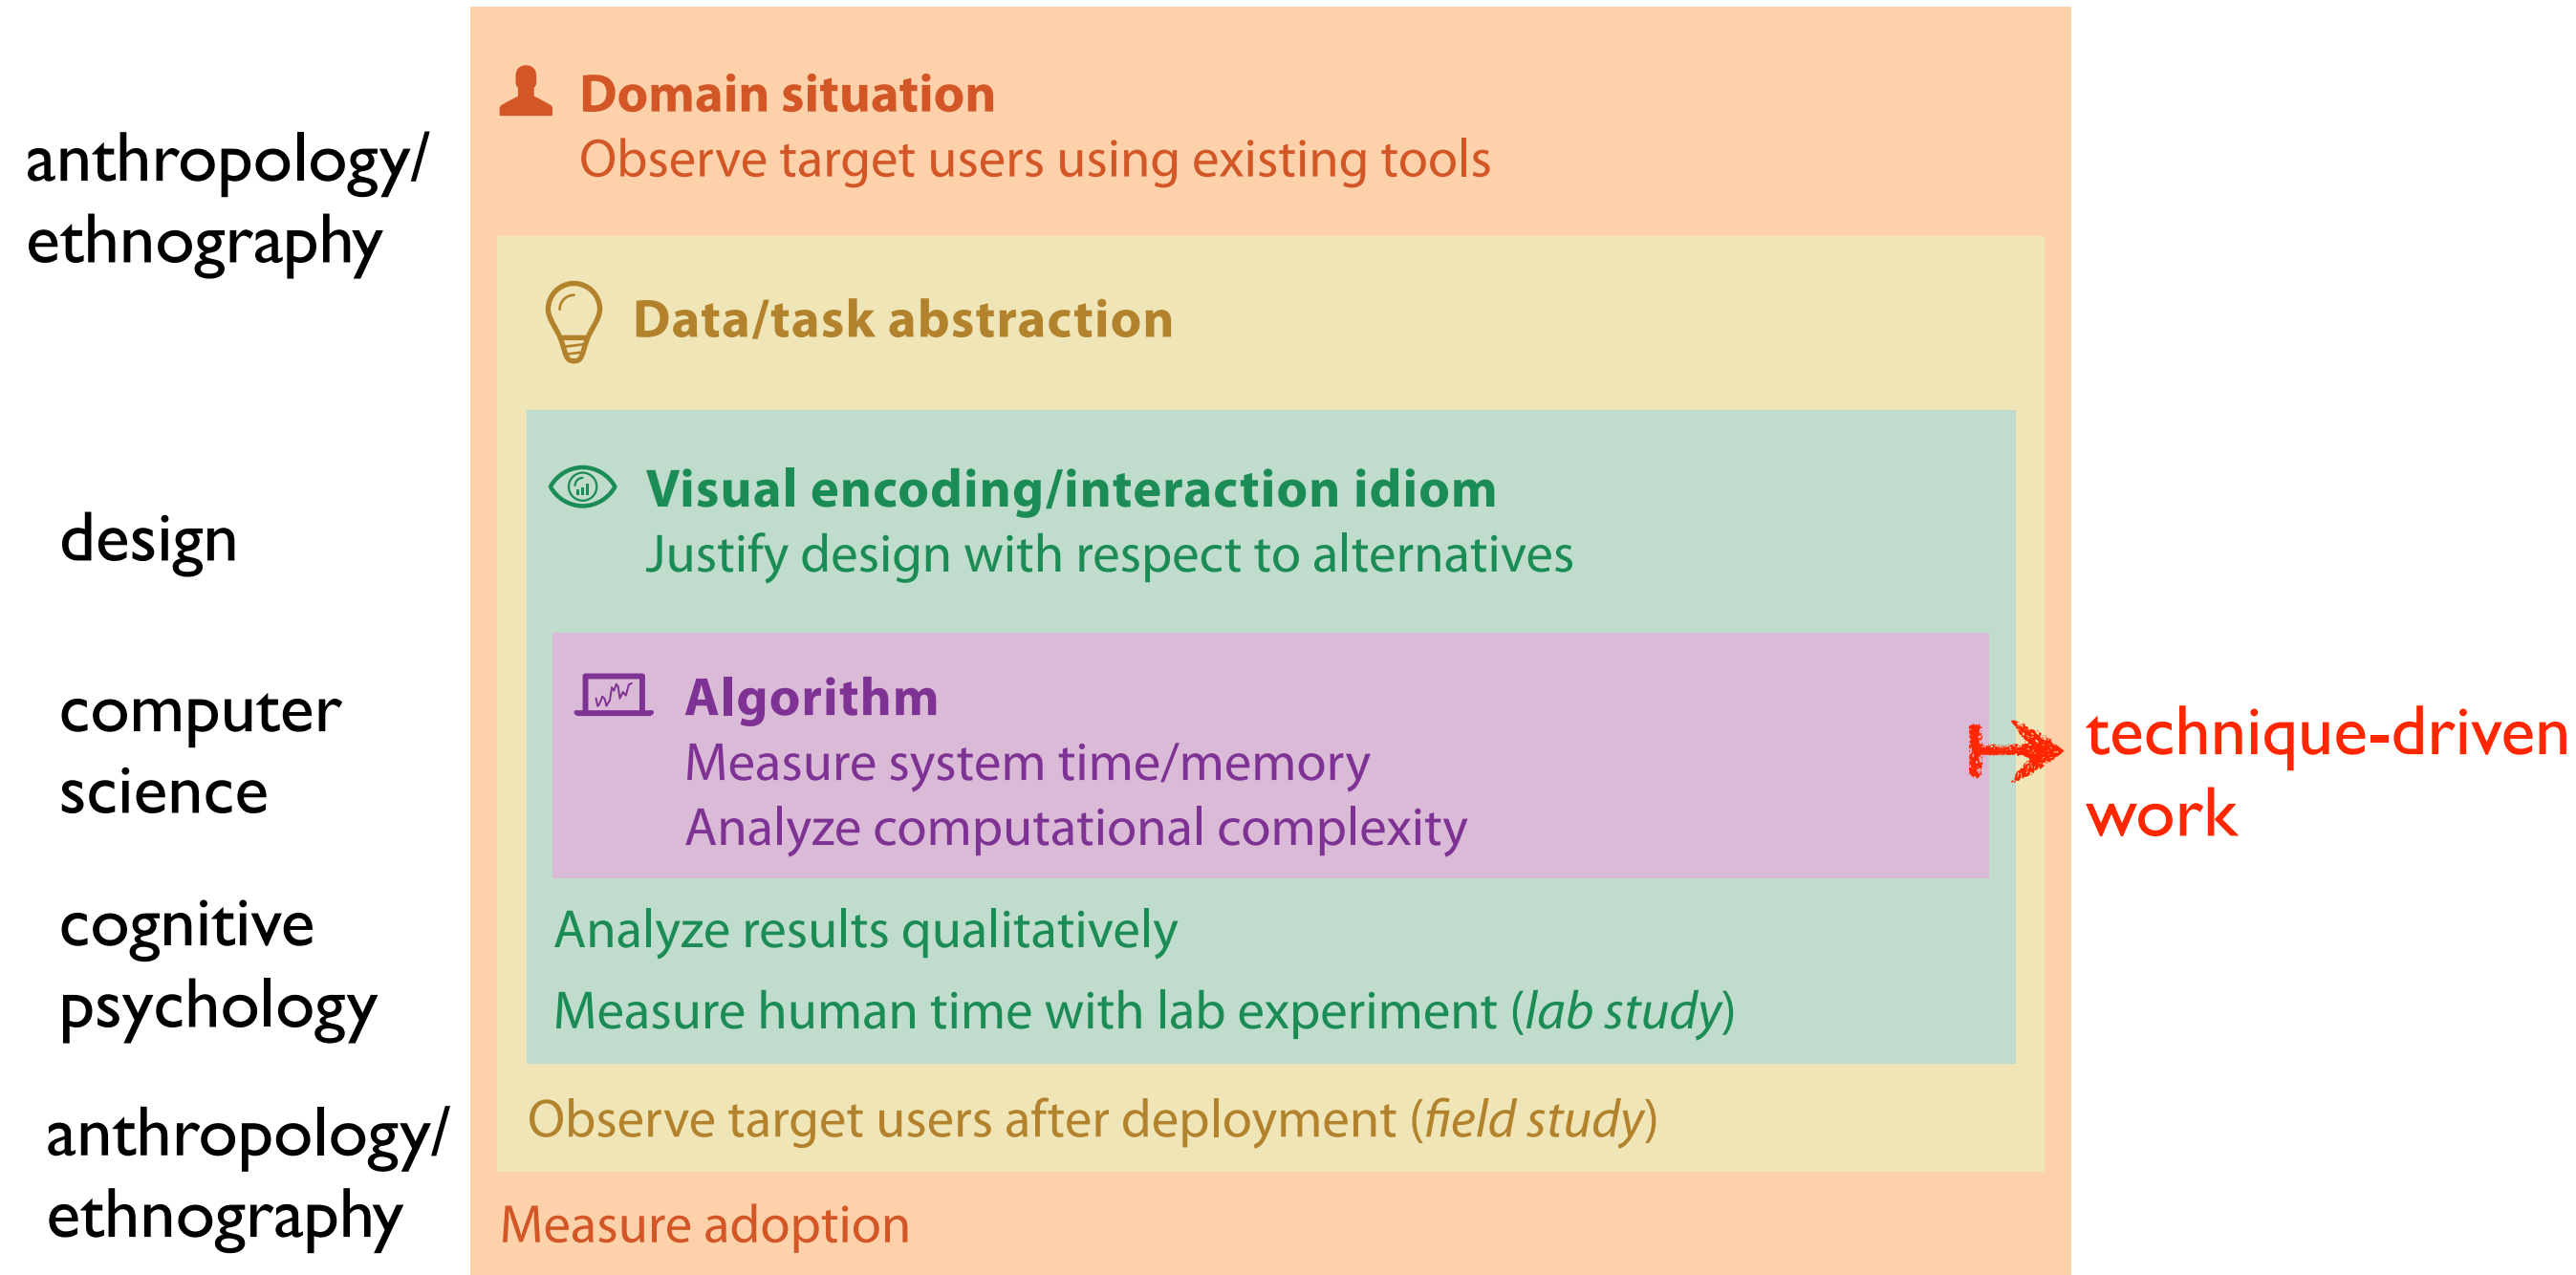 anthropology/
ethnography
Domain situation
Observe target users using existing tools
Data/task abstraction
design
Visual encoding/interaction idiom
Justify design with respect to alternatives
computer
science
Algorithm
Measure system time/memory
Analyze computational complexity
technique-driven
work
cognitive
psychology
Analyze results qualitatively
Measure human time with lab experiment (lab study)
anthropology/
ethnography
Observe target users after deployment (field study)
Measure adoption